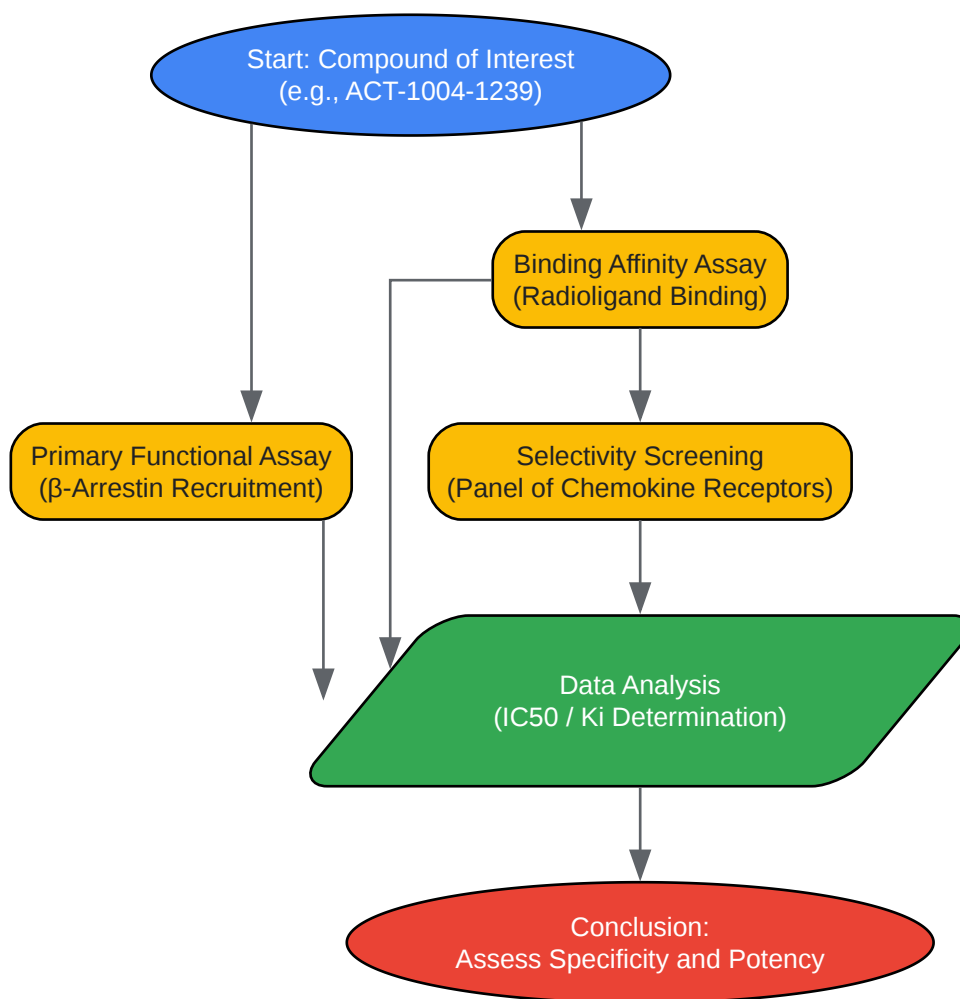 Start: Compound of Interest
(e.g., ACT-1004-1239)
Binding Affinity Assay
(Radioligand Binding)
Primary Functional Assay
(β-Arrestin Recruitment)
Selectivity Screening
(Panel of Chemokine Receptors)
Data Analysis
(IC50 / Ki Determination)
Conclusion:
Assess Specificity and Potency